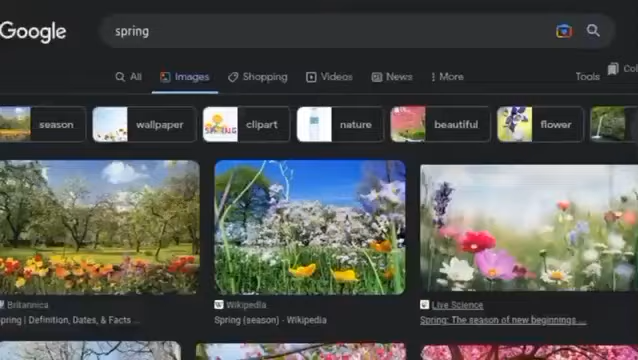 Google
spring
All
Images
Shopping
Videos
News
More
Tools
season
wallpaper
clipart
nature
beautiful
flower
Britannica
Wikipedia
Live Science
Definition, Dates, & Facts ...
Spring (season) - Wikipedia
Spring: The season of new beginnings ...